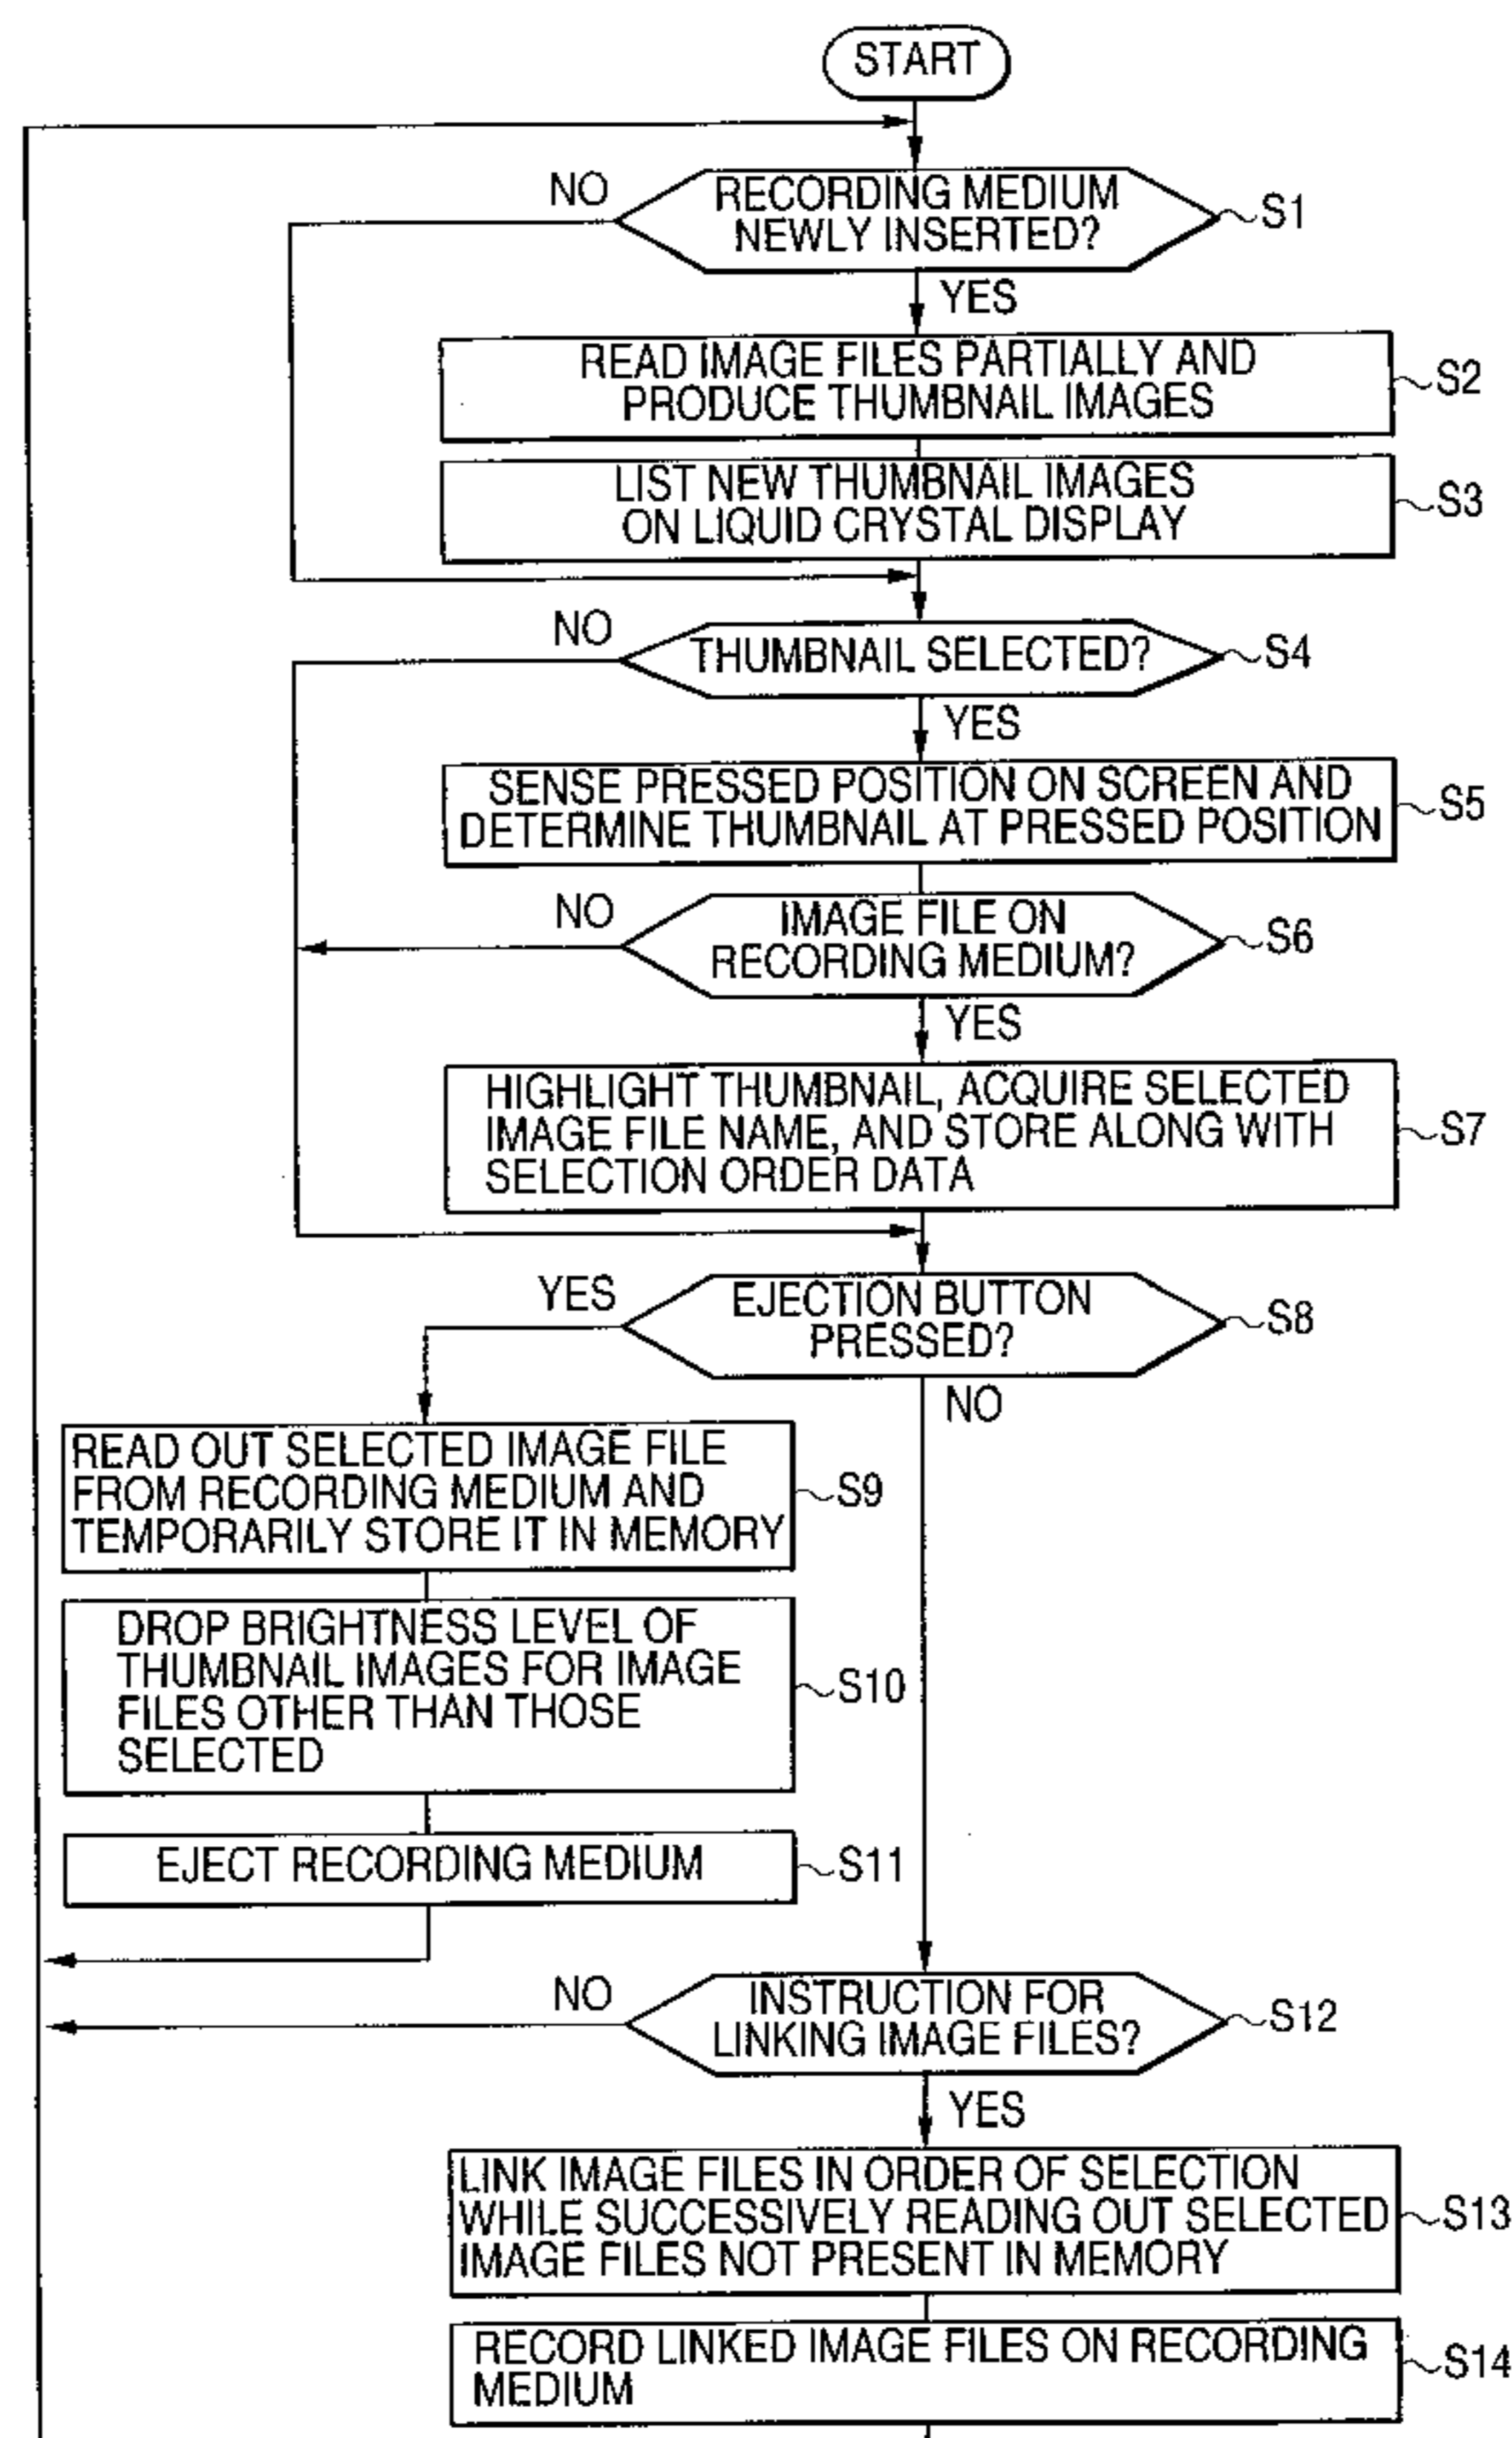 START
NO
RECORDING MEDIUM
NEWLY INSERTED?
S1
YES
READ IMAGE FILES PARTIALLY AND
PRODUCE THUMBNAIL IMAGES
S2
LIST NEW THUMBNAIL IMAGES
ON LIQUID CRYSTAL DISPLAY
S3
NO
THUMBNAIL SELECTED?
S4
YES
SENSE PRESSED POSITION ON SCREEN AND
DETERMINE THUMBNAIL AT PRESSED POSITION
S5
NO
IMAGE FILE ON
RECORDING MEDIUM?
S6
YES
HIGHLIGHT THUMBNAIL, ACQUIRE SELECTED
IMAGE FILE NAME, AND STORE ALONG WITH
SELECTION ORDER DATA
S7
YES
EJECTION BUTTON
PRESSED?
S8
NO
READ OUT SELECTED IMAGE FILE
FROM RECORDING MEDIUM AND
TEMPORARILY STORE IT IN MEMORY
S9
DROP BRIGHTNESS LEVEL OF
THUMBNAIL IMAGES FOR IMAGE
FILES OTHER THAN THOSE
SELECTED
S10
EJECT RECORDING MEDIUM
S11
NO
INSTRUCTION FOR
LINKING IMAGE FILES?
S12
YES
LINK IMAGE FILES IN ORDER OF SELECTION
WHILE SUCCESSIVELY READING OUT SELECTED
IMAGE FILES NOT PRESENT IN MEMORY
S13
RECORD LINKED IMAGE FILES ON RECORDING
MEDIUM
S14